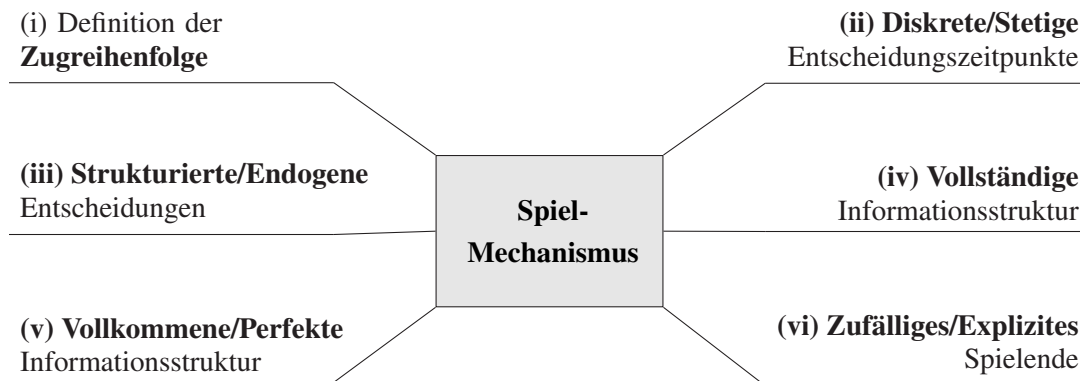 (i) Definition der
Zugreihenfolge
(ii) Diskrete/Stetige
Entscheidungszeitpunkte
(iii) Strukturierte/Endogene
Entscheidungen
(iv) Vollständige
Informationsstruktur
Spiel-
Mechanismus
(v) Vollkommene/Perfekte
Informationsstruktur
(vi) Zufälliges/Explizites
Spielende